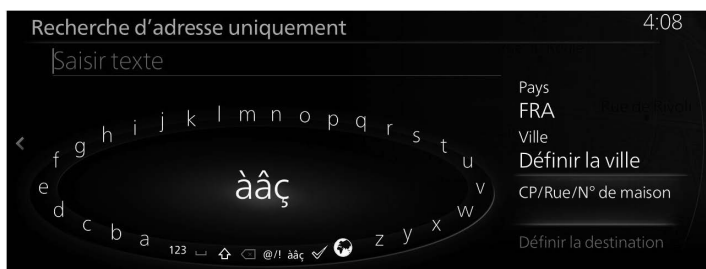 Recherche d'adresse uniquement 4:08
Saisir texte
Pays
FRA
Ville
Définir la ville
CP/Rue/N° de maison
Définir la destination
a b c d e f g h i j k l m n o p q r s t u v w x y z
àâç
123 @/! àâç